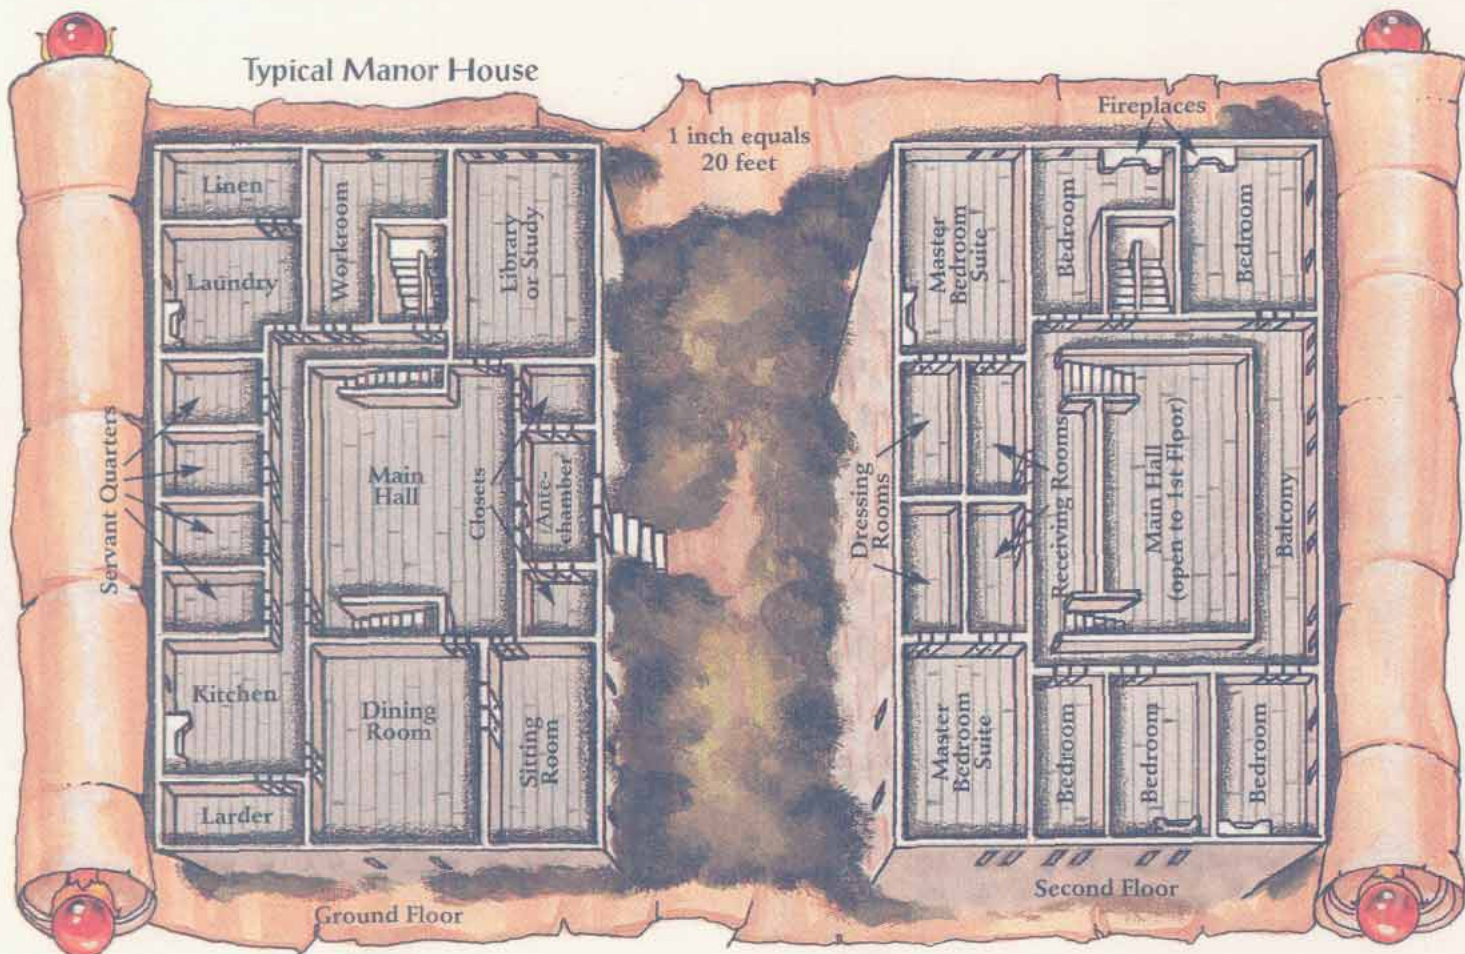 Typical Manor House
1 inch equals
20 feet
Linen
Workroom
Library
or Study
Laundry
Servant Quarters
Main
Hall
Closets
Ante-
chamber
Kitchen
Dining
Room
Sitting
Room
Larder
Ground Floor
Fireplaces
Master
Bedroom
Suite
Bedroom
Bedroom
Dressing
Rooms
Receiving Rooms
Main Hall
(open to 1st Floor)
Balcony
Master
Bedroom
Suite
Bedroom
Bedroom
Bedroom
Second Floor